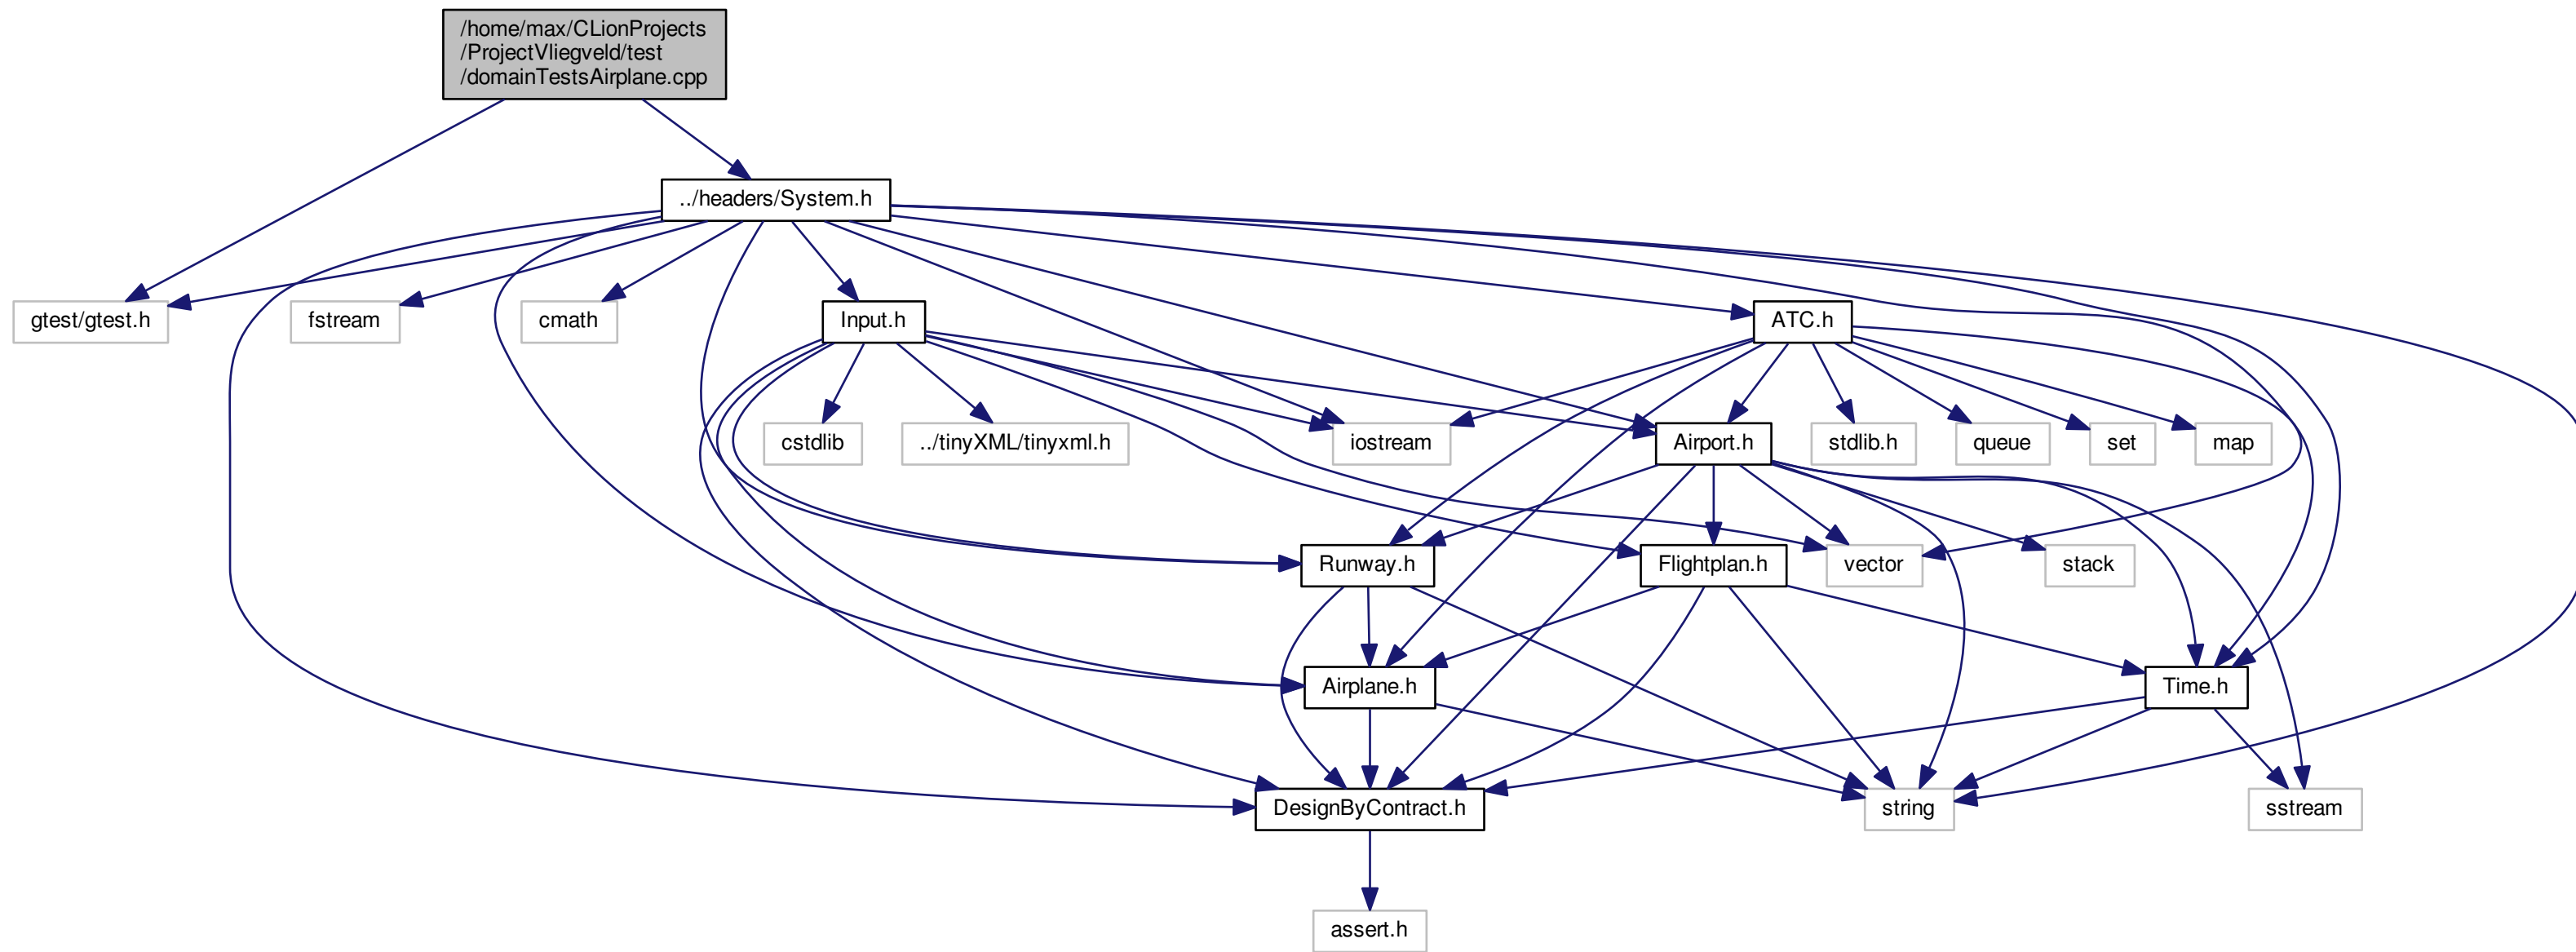 /home/max/CLionProjects
/ProjectVliegveld/test
/domainTestsAirplane.cpp
../headers/System.h
gtest/gtest.h
fstream
cmath
Input.h
ATC.h
cstdlib
../tinyXML/tinyxml.h
iostream
Airport.h
stdlib.h
queue
set
map
Runway.h
Flightplan.h
vector
stack
Airplane.h
Time.h
DesignByContract.h
string
sstream
assert.h